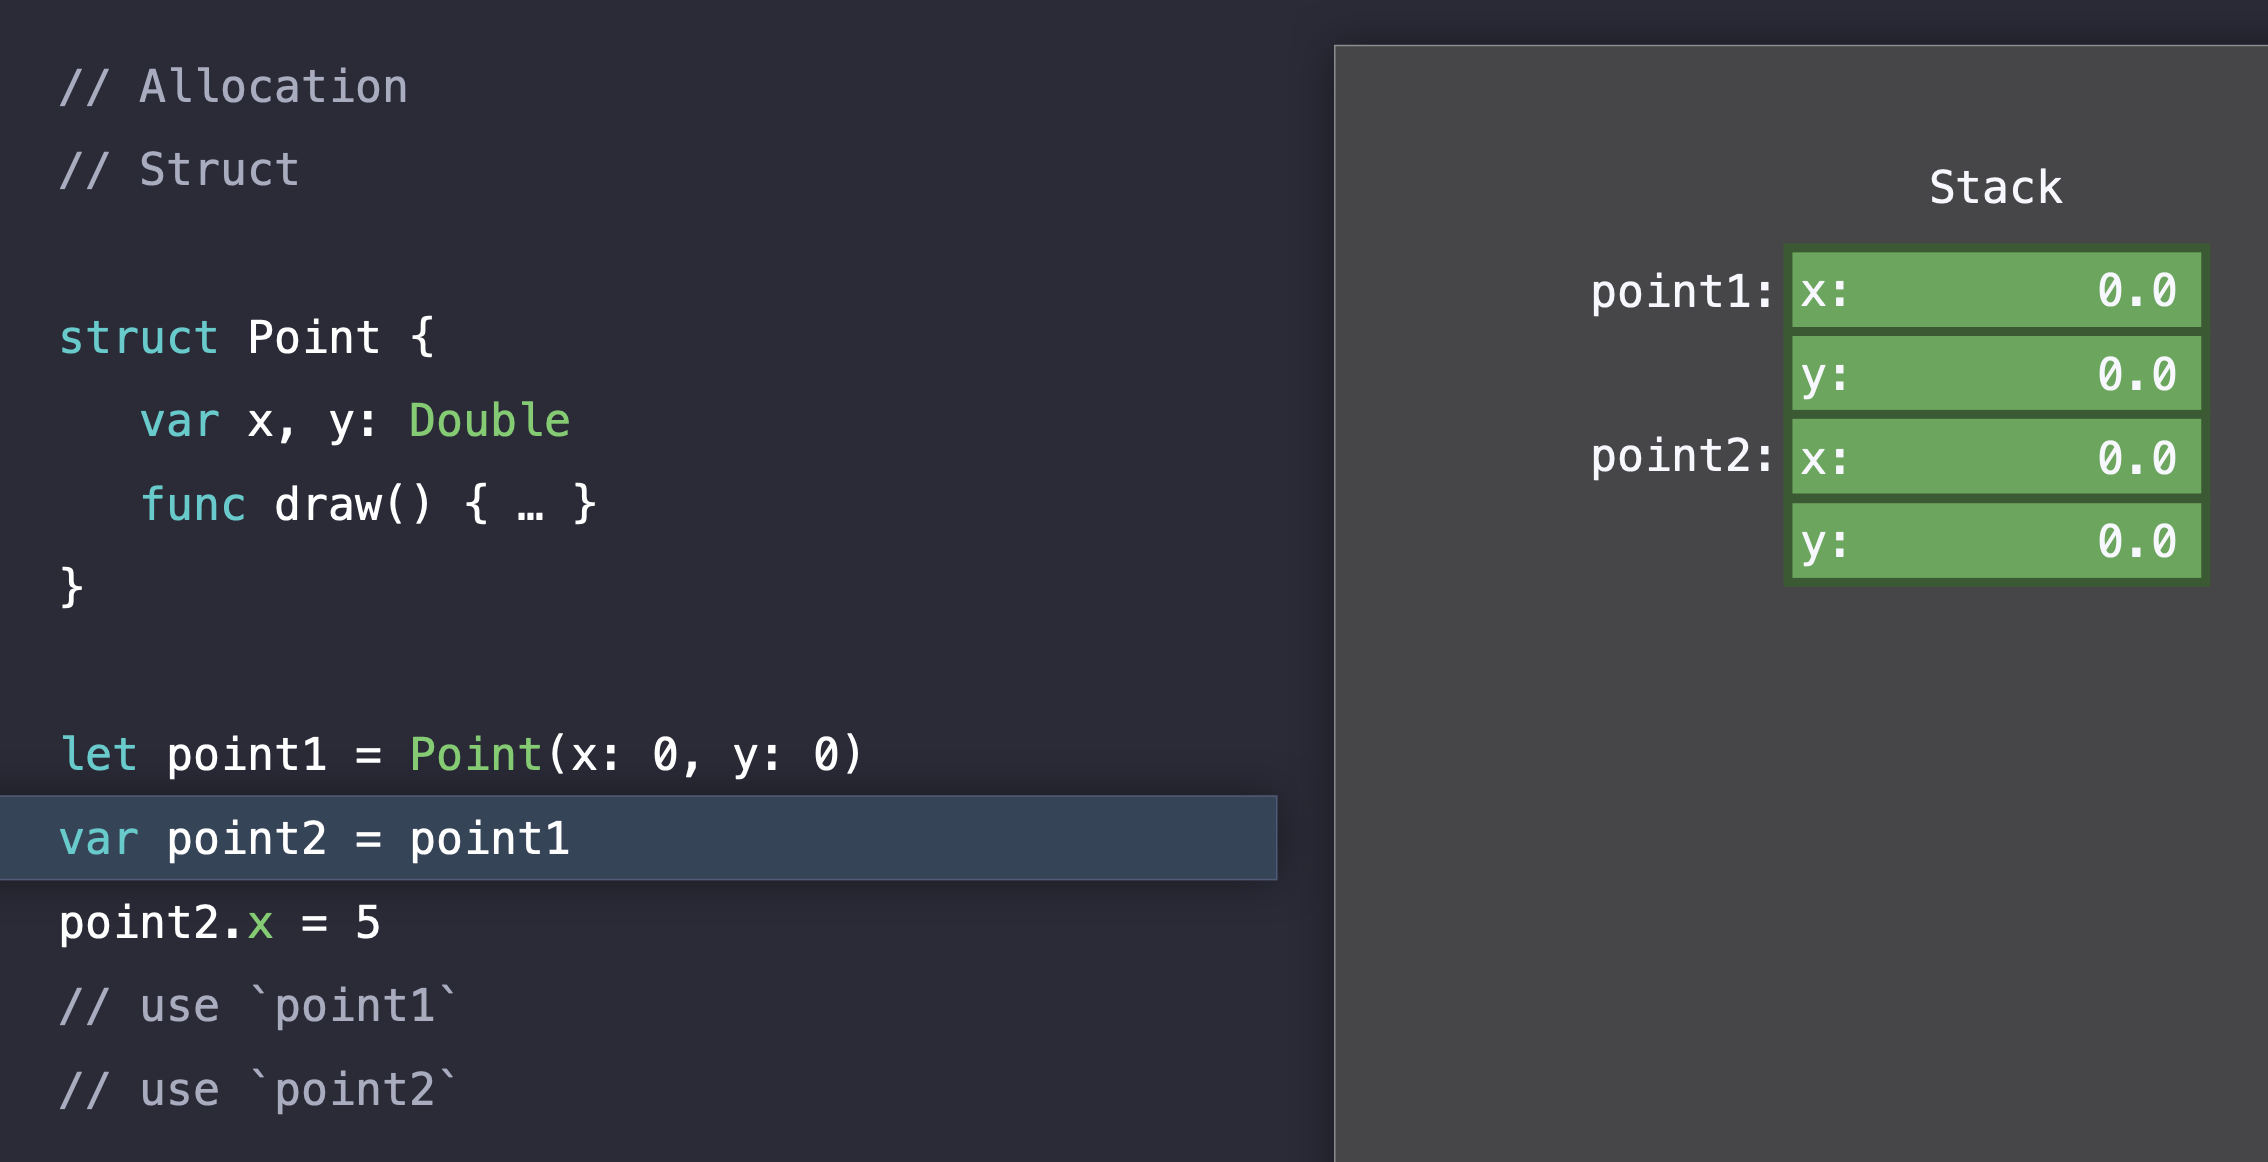 // Allocation
// Struct
struct Point {
   var x, y: Double
   func draw() { … }
}
let point1 = Point(x: 0, y: 0)
var point2 = point1
point2.x = 5
// use `point1`
// use `point2`
Stack
point1: x: 0.0
y: 0.0
point2: x: 0.0
y: 0.0